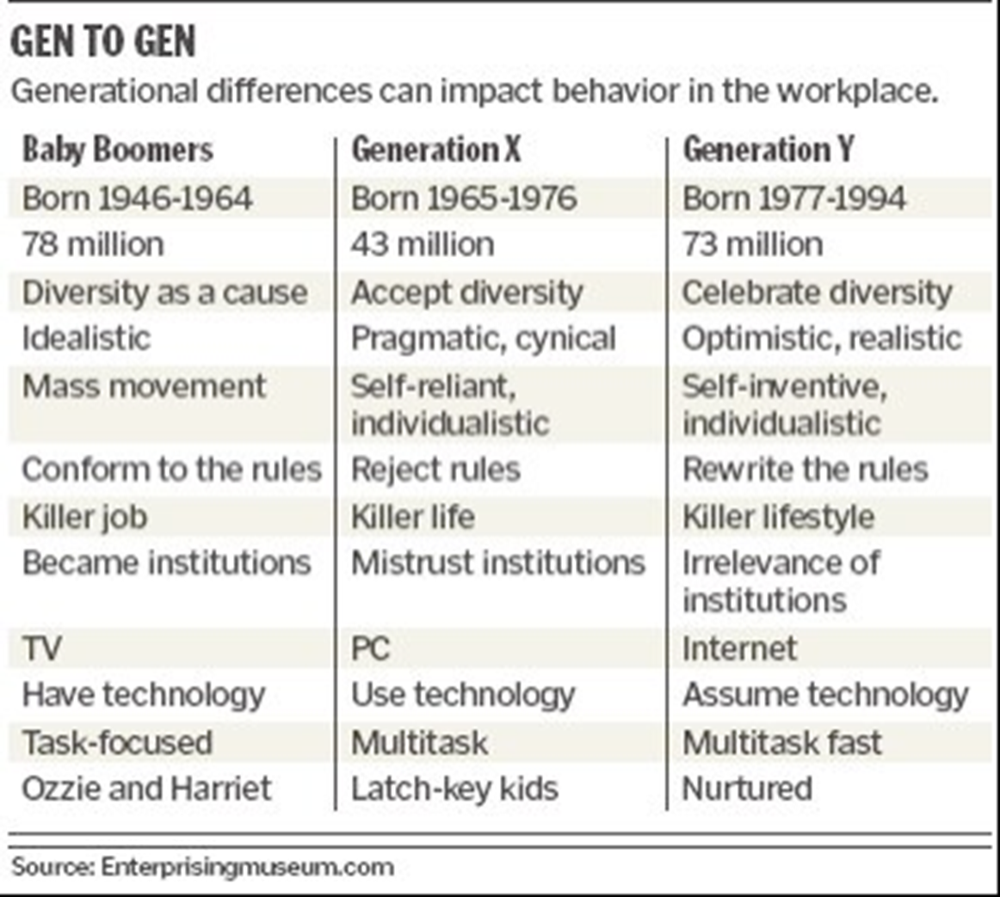 GEN TO GEN
Generational differences can impact behavior in the workplace.
Baby Boomers Generation X Generation Y
Born 1946-1964 Born 1965-1976 Born 1977-1994
78 million 43 million 73 million
Diversity as a cause Accept diversity Celebrate diversity
Idealistic Pragmatic, cynical Optimistic, realistic
Mass movement Self-reliant, Self-inventive,
individualistic individualistic
Conform to the rules Reject rules Rewrite the rules
Killer job Killer life Killer lifestyle
Became institutions Mistrust institutions Irrelevance of
institutions
TV PC Internet
Have technology Use technology Assume technology
Task-focused Multitask Multitask fast
Ozzie and Harriet Latch-key kids Nurtured
Source: Enterprisingmuseum.com